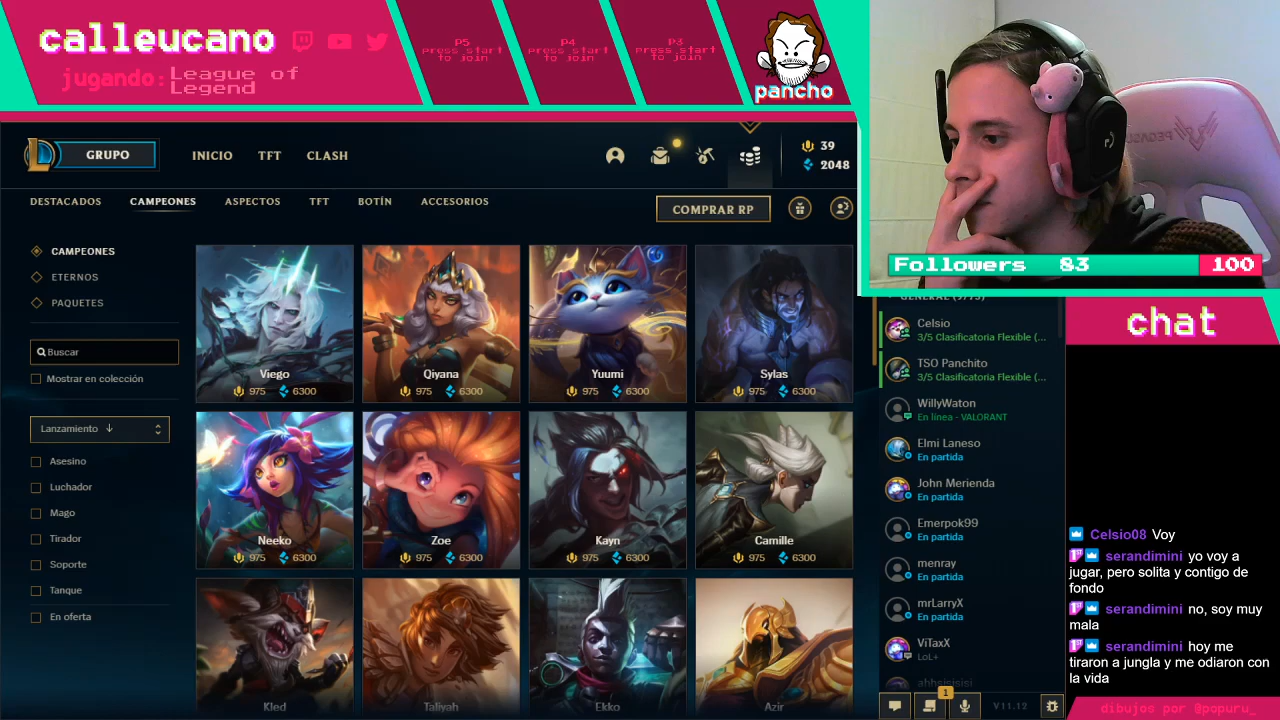 calleucano
jugando: League of
Legend
P5
press start
to join
P4
press start
to join
P3
press start
to join
pancho
PEGASUS
Followers 83 100
GRUPO
INICIO TFT CLASH
39
2048
DESTACADOS CAMPEONES ASPECTOS TFT BOTÍN ACCESORIOS
COMPRAR RP
CAMPEONES
ETERNOS
PAQUETES
Buscar
Mostrar en colección
Lanzamiento ↓
Asesino
Luchador
Mago
Tirador
Soporte
Tanque
En oferta
Viego
975 6300
Qiyana
975 6300
Yuumi
975 6300
Sylas
975 6300
Neeko
975 6300
Zoe
975 6300
Kayn
975 6300
Camille
975 6300
Kled
Taliyah
Ekko
Azir
Celsio
3/5 Clasificatoria Flexible (...
TSO Panchito
3/5 Clasificatoria Flexible (...
WillyWaton
En línea - VALORANT
Elmi Laneso
En partida
John Merienda
En partida
Emerpok99
En partida
menray
En partida
mrLarryX
En partida
ViTaxX
LoL+
1
V11.12
chat
Celsio08 Voy
serandimini yo voy a
jugar, pero solita y contigo de
fondo
serandimini no, soy muy
mala
serandimini hoy me
tiraron a jungla y me odiaron con
la vida
dibujos por @popuru_